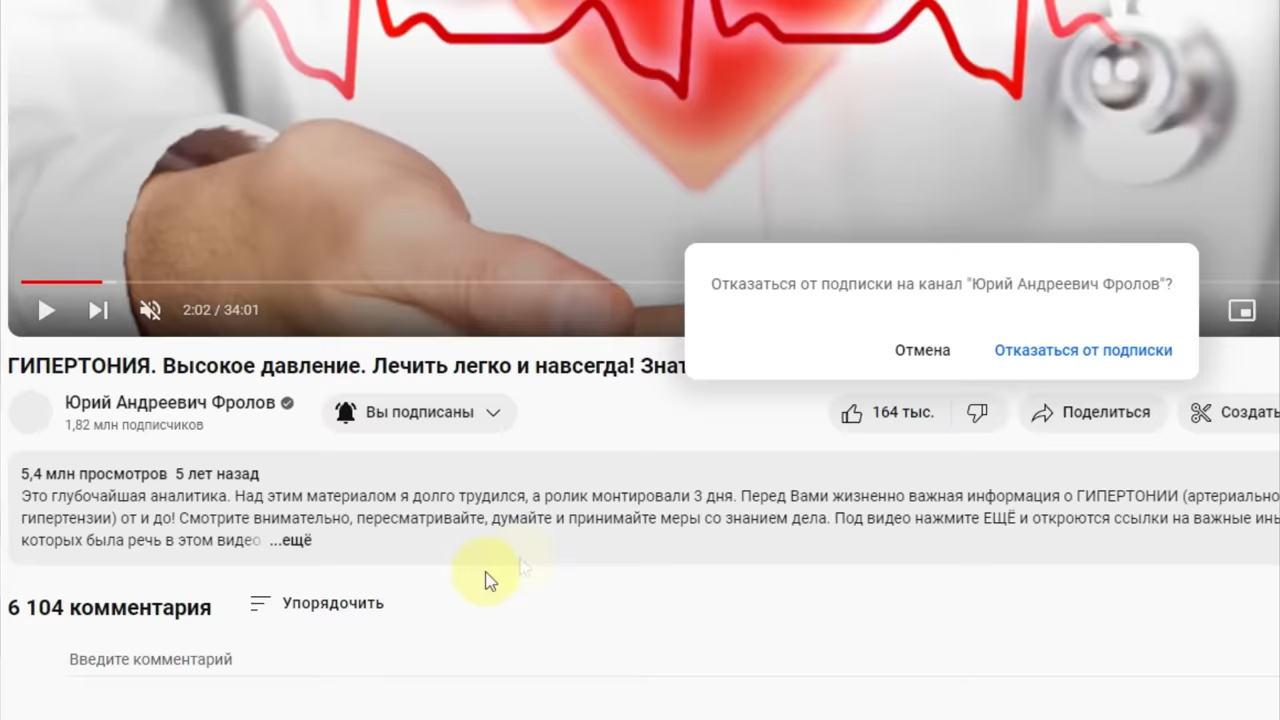 Отказаться от подписки на канал "Юрий Андреевич Фролов"?
Отмена
Отказаться от подписки
2:02 / 34:01
ГИПЕРТОНИЯ. Высокое давление. Лечить легко и навсегда!
Юрий Андреевич Фролов
1,82 млн подписчиков
Вы подписаны
164 тыс.
Поделиться
5,4 млн просмотров 5 лет назад
Это глубочайшая аналитика. Над этим материалом я долго трудился, а ролик монтировали 3 дня. Перед Вами жизненно важная информация о ГИПЕРТОНИИ
гипертензии) от и до! Смотрите внимательно, пересматривайте, думайте и принимайте меры со знанием дела. Под видео нажмите ЕЩЁ и откроются ссылки на важные
которых была речь в этом видео ...ещё
6 104 комментария
Упорядочить
Введите комментарий